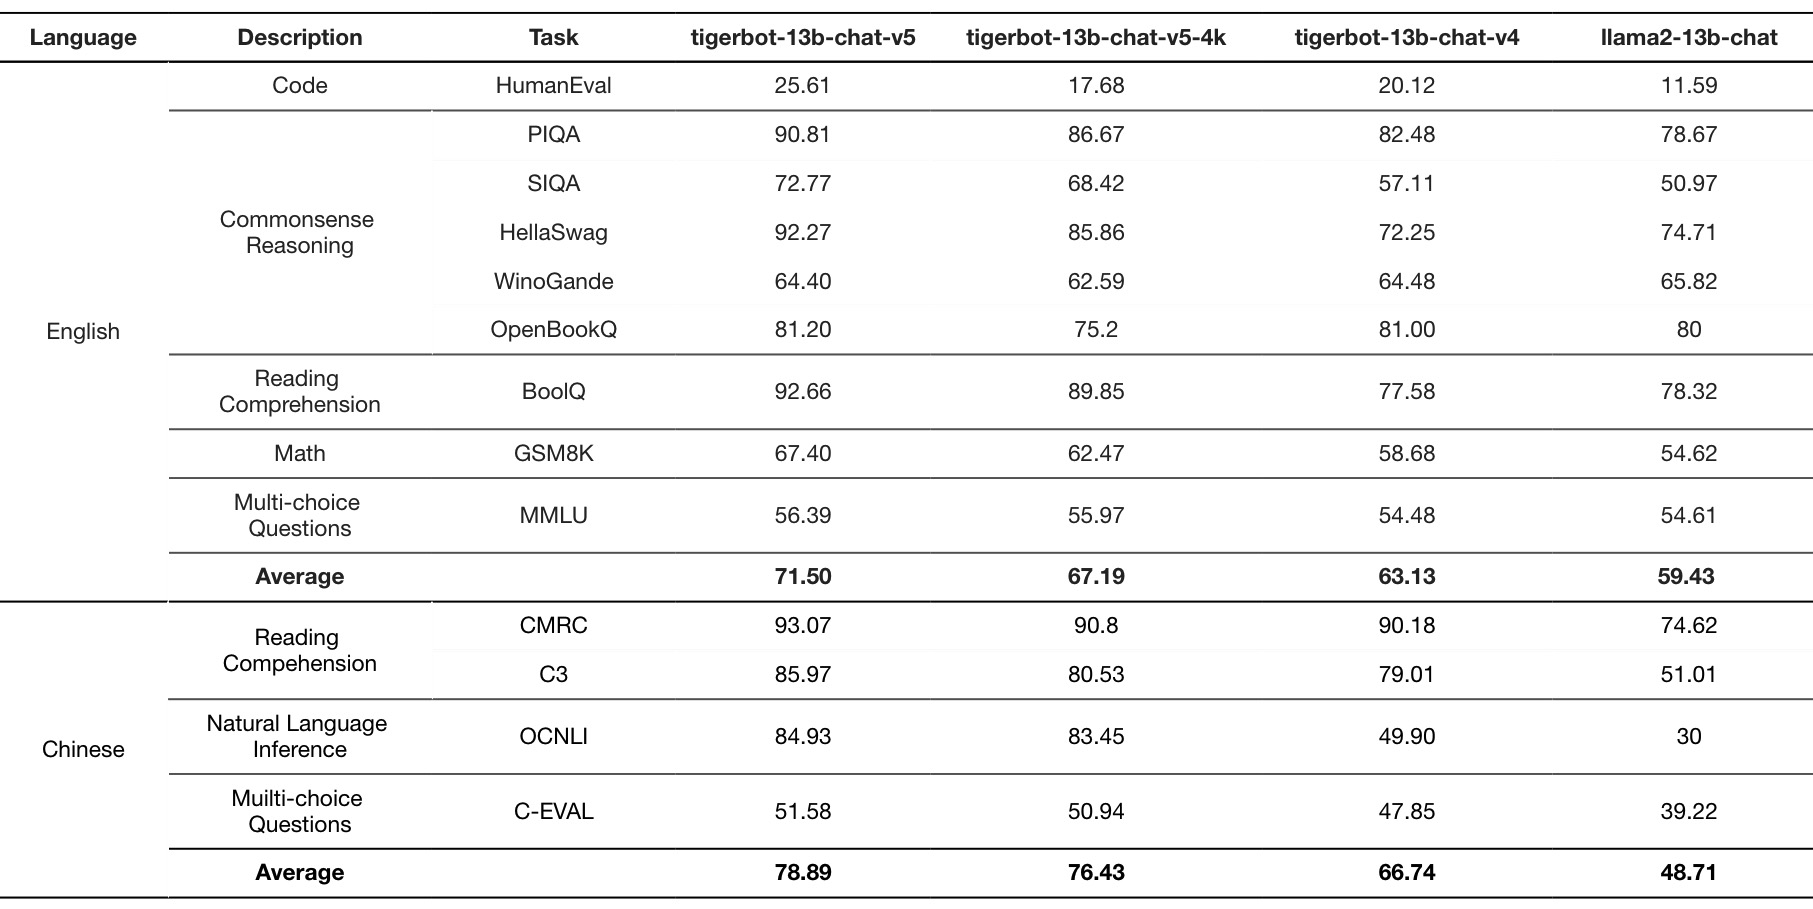 Language Description Task tigerbot-13b-chat-v5 tigerbot-13b-chat-v5-4k tigerbot-13b-chat-v4 llama2-13b-chat
English
Code HumanEval 25.61 17.68 20.12 11.59
Commonsense
Reasoning
PIQA 90.81 86.67 82.48 78.67
SIQA 72.77 68.42 57.11 50.97
HellaSwag 92.27 85.86 72.25 74.71
WinoGande 64.40 62.59 64.48 65.82
OpenBookQ 81.20 75.2 81.00 80
Reading
Comprehension
BoolQ 92.66 89.85 77.58 78.32
Math GSM8K 67.40 62.47 58.68 54.62
Multi-choice
Questions
MMLU 56.39 55.97 54.48 54.61
Average 71.50 67.19 63.13 59.43
Chinese
Reading
Compehension
CMRC 93.07 90.8 90.18 74.62
C3 85.97 80.53 79.01 51.01
Natural Language
Inference
OCNLI 84.93 83.45 49.90 30
Muilti-choice
Questions
C-EVAL 51.58 50.94 47.85 39.22
Average 78.89 76.43 66.74 48.71